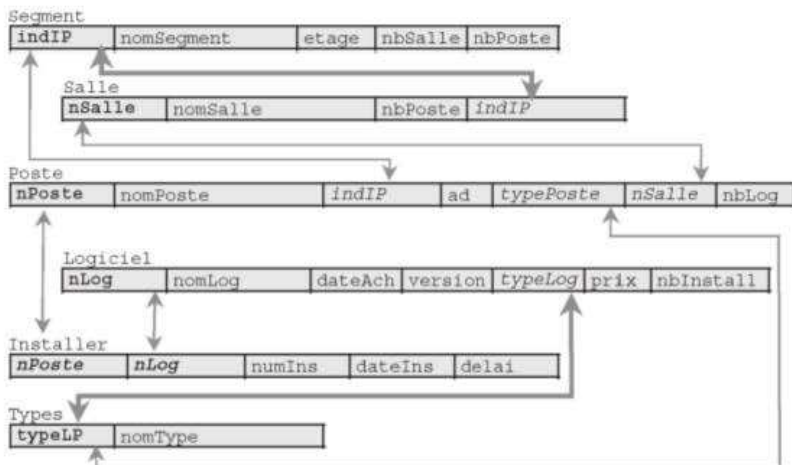 Segment
indIP nomSegment etage nbSalle nbPoste
Salle
nSalle nomSalle nbPoste indIP
Poste
nPoste nomPoste indIP ad typePoste nSalle nbLog
Logiciel
nLog nomLog dateAch version typeLog prix nbInstall
Installer
nPoste nLog numIns dateIns delai
Types
typeLP nomType